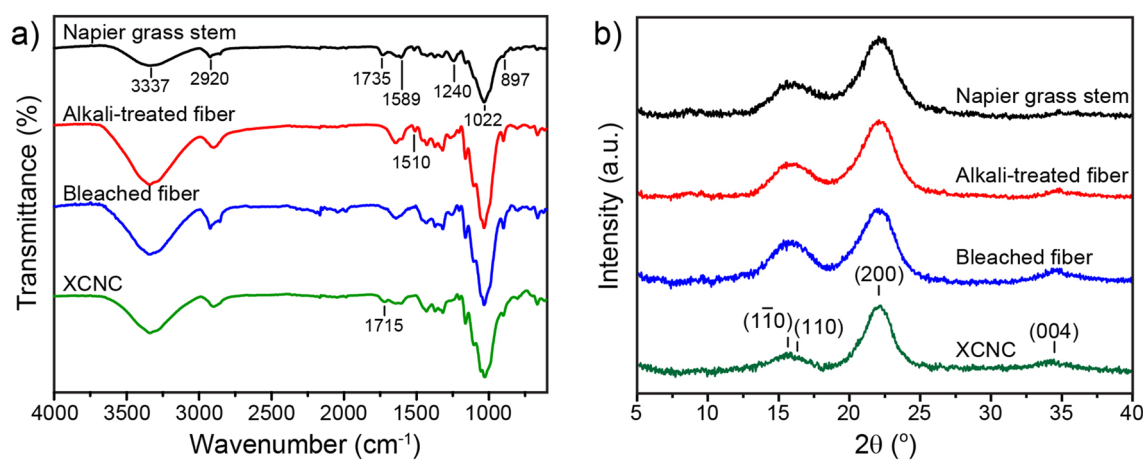 a)
Napier grass stem
3337
2920
1735
1589
1240
1022
897
Alkali-treated fiber
1510
Bleached fiber
XCNC
1715
Transmittance (%)
4000
3500
3000
2500
2000
1500
1000
Wavenumber (cm⁻¹)
b)
Napier grass stem
Alkali-treated fiber
Bleached fiber
(200)
(11̅0)
(110)
XCNC
(004)
Intensity (a.u.)
5
10
15
20
25
30
35
40
2θ (°)